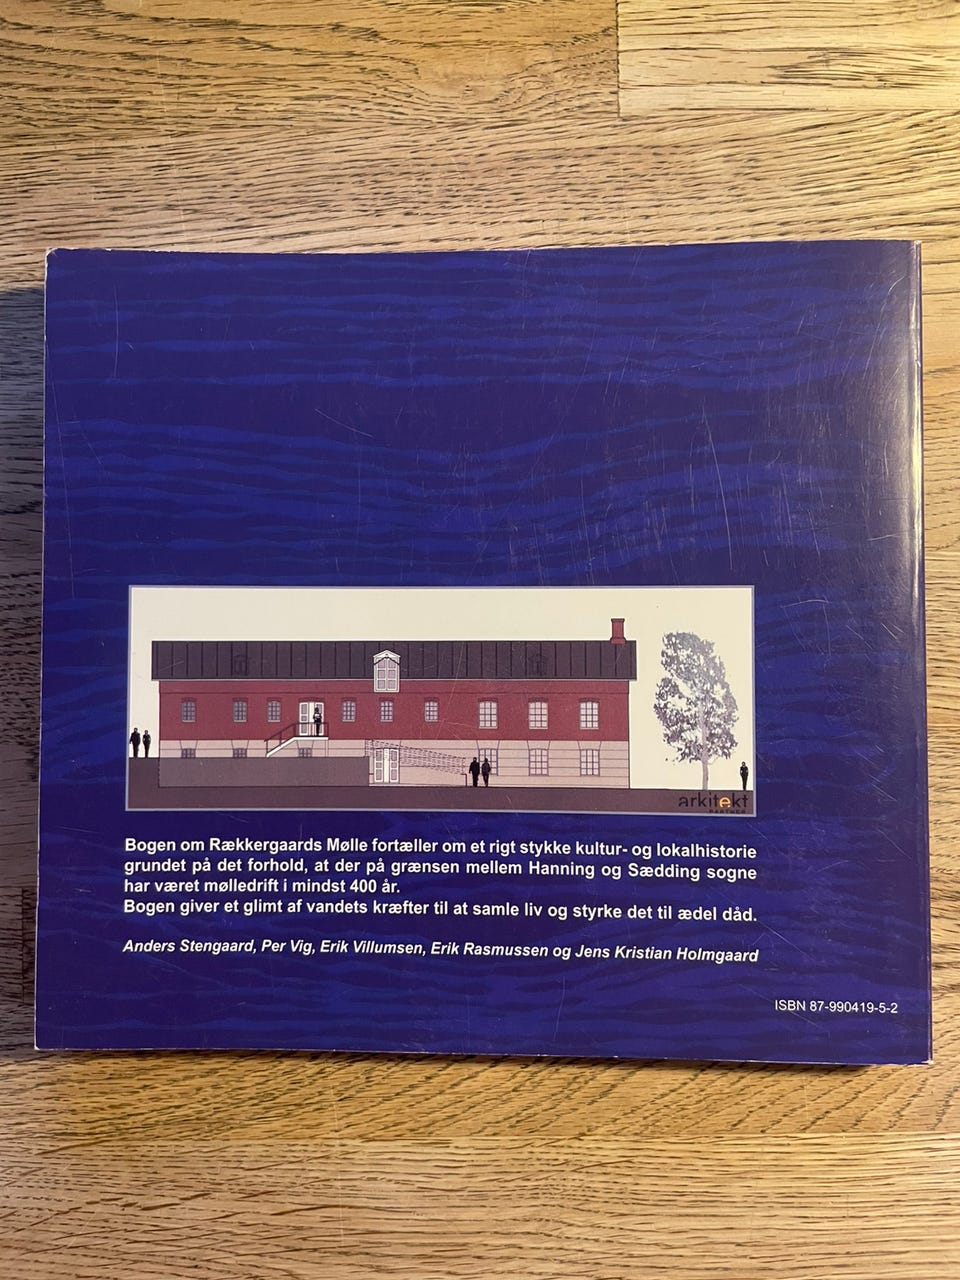 arkitekt
PARTNER
Bogen om Rækkergaards Mølle fortæller om et rigt stykke kultur- og lokalhistorie
grundet på det forhold, at der på grænsen mellem Hanning og Sædding sogne
har været mølledrift i mindst 400 år.
Bogen giver et glimt af vandets kræfter til at samle liv og styrke det til ædel dåd.
Anders Stengaard, Per Vig, Erik Villumsen, Erik Rasmussen og Jens Kristian Holmgaard
ISBN 87-990419-5-2